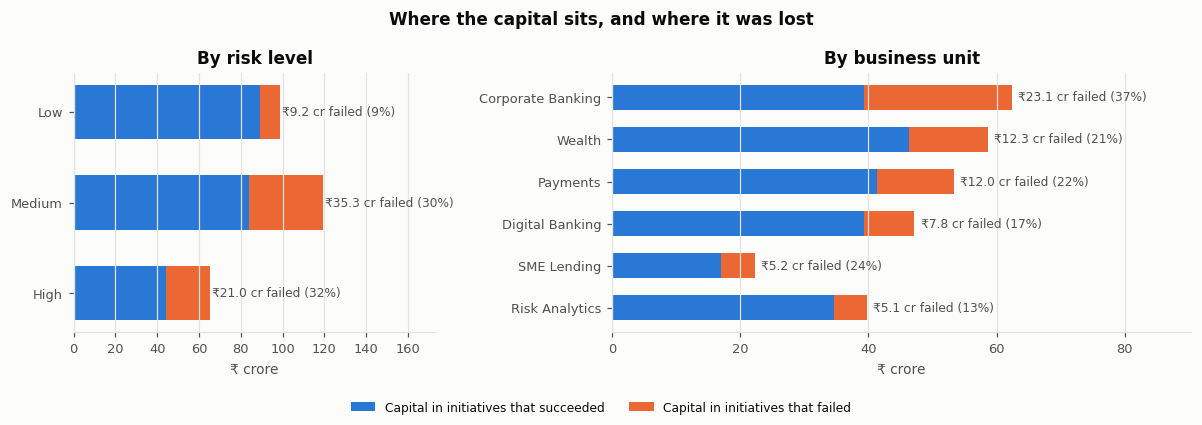 Where the capital sits, and where it was lost
By risk level
Low
₹9.2 cr failed (9%)
Medium
₹35.3 cr failed (30%)
High
₹21.0 cr failed (32%)
0 20 40 60 80 100 120 140 160
₹ crore
By business unit
Corporate Banking
₹23.1 cr failed (37%)
Wealth
₹12.3 cr failed (21%)
Payments
₹12.0 cr failed (22%)
Digital Banking
₹7.8 cr failed (17%)
SME Lending
₹5.2 cr failed (24%)
Risk Analytics
₹5.1 cr failed (13%)
0 20 40 60 80
₹ crore
Capital in initiatives that succeeded
Capital in initiatives that failed